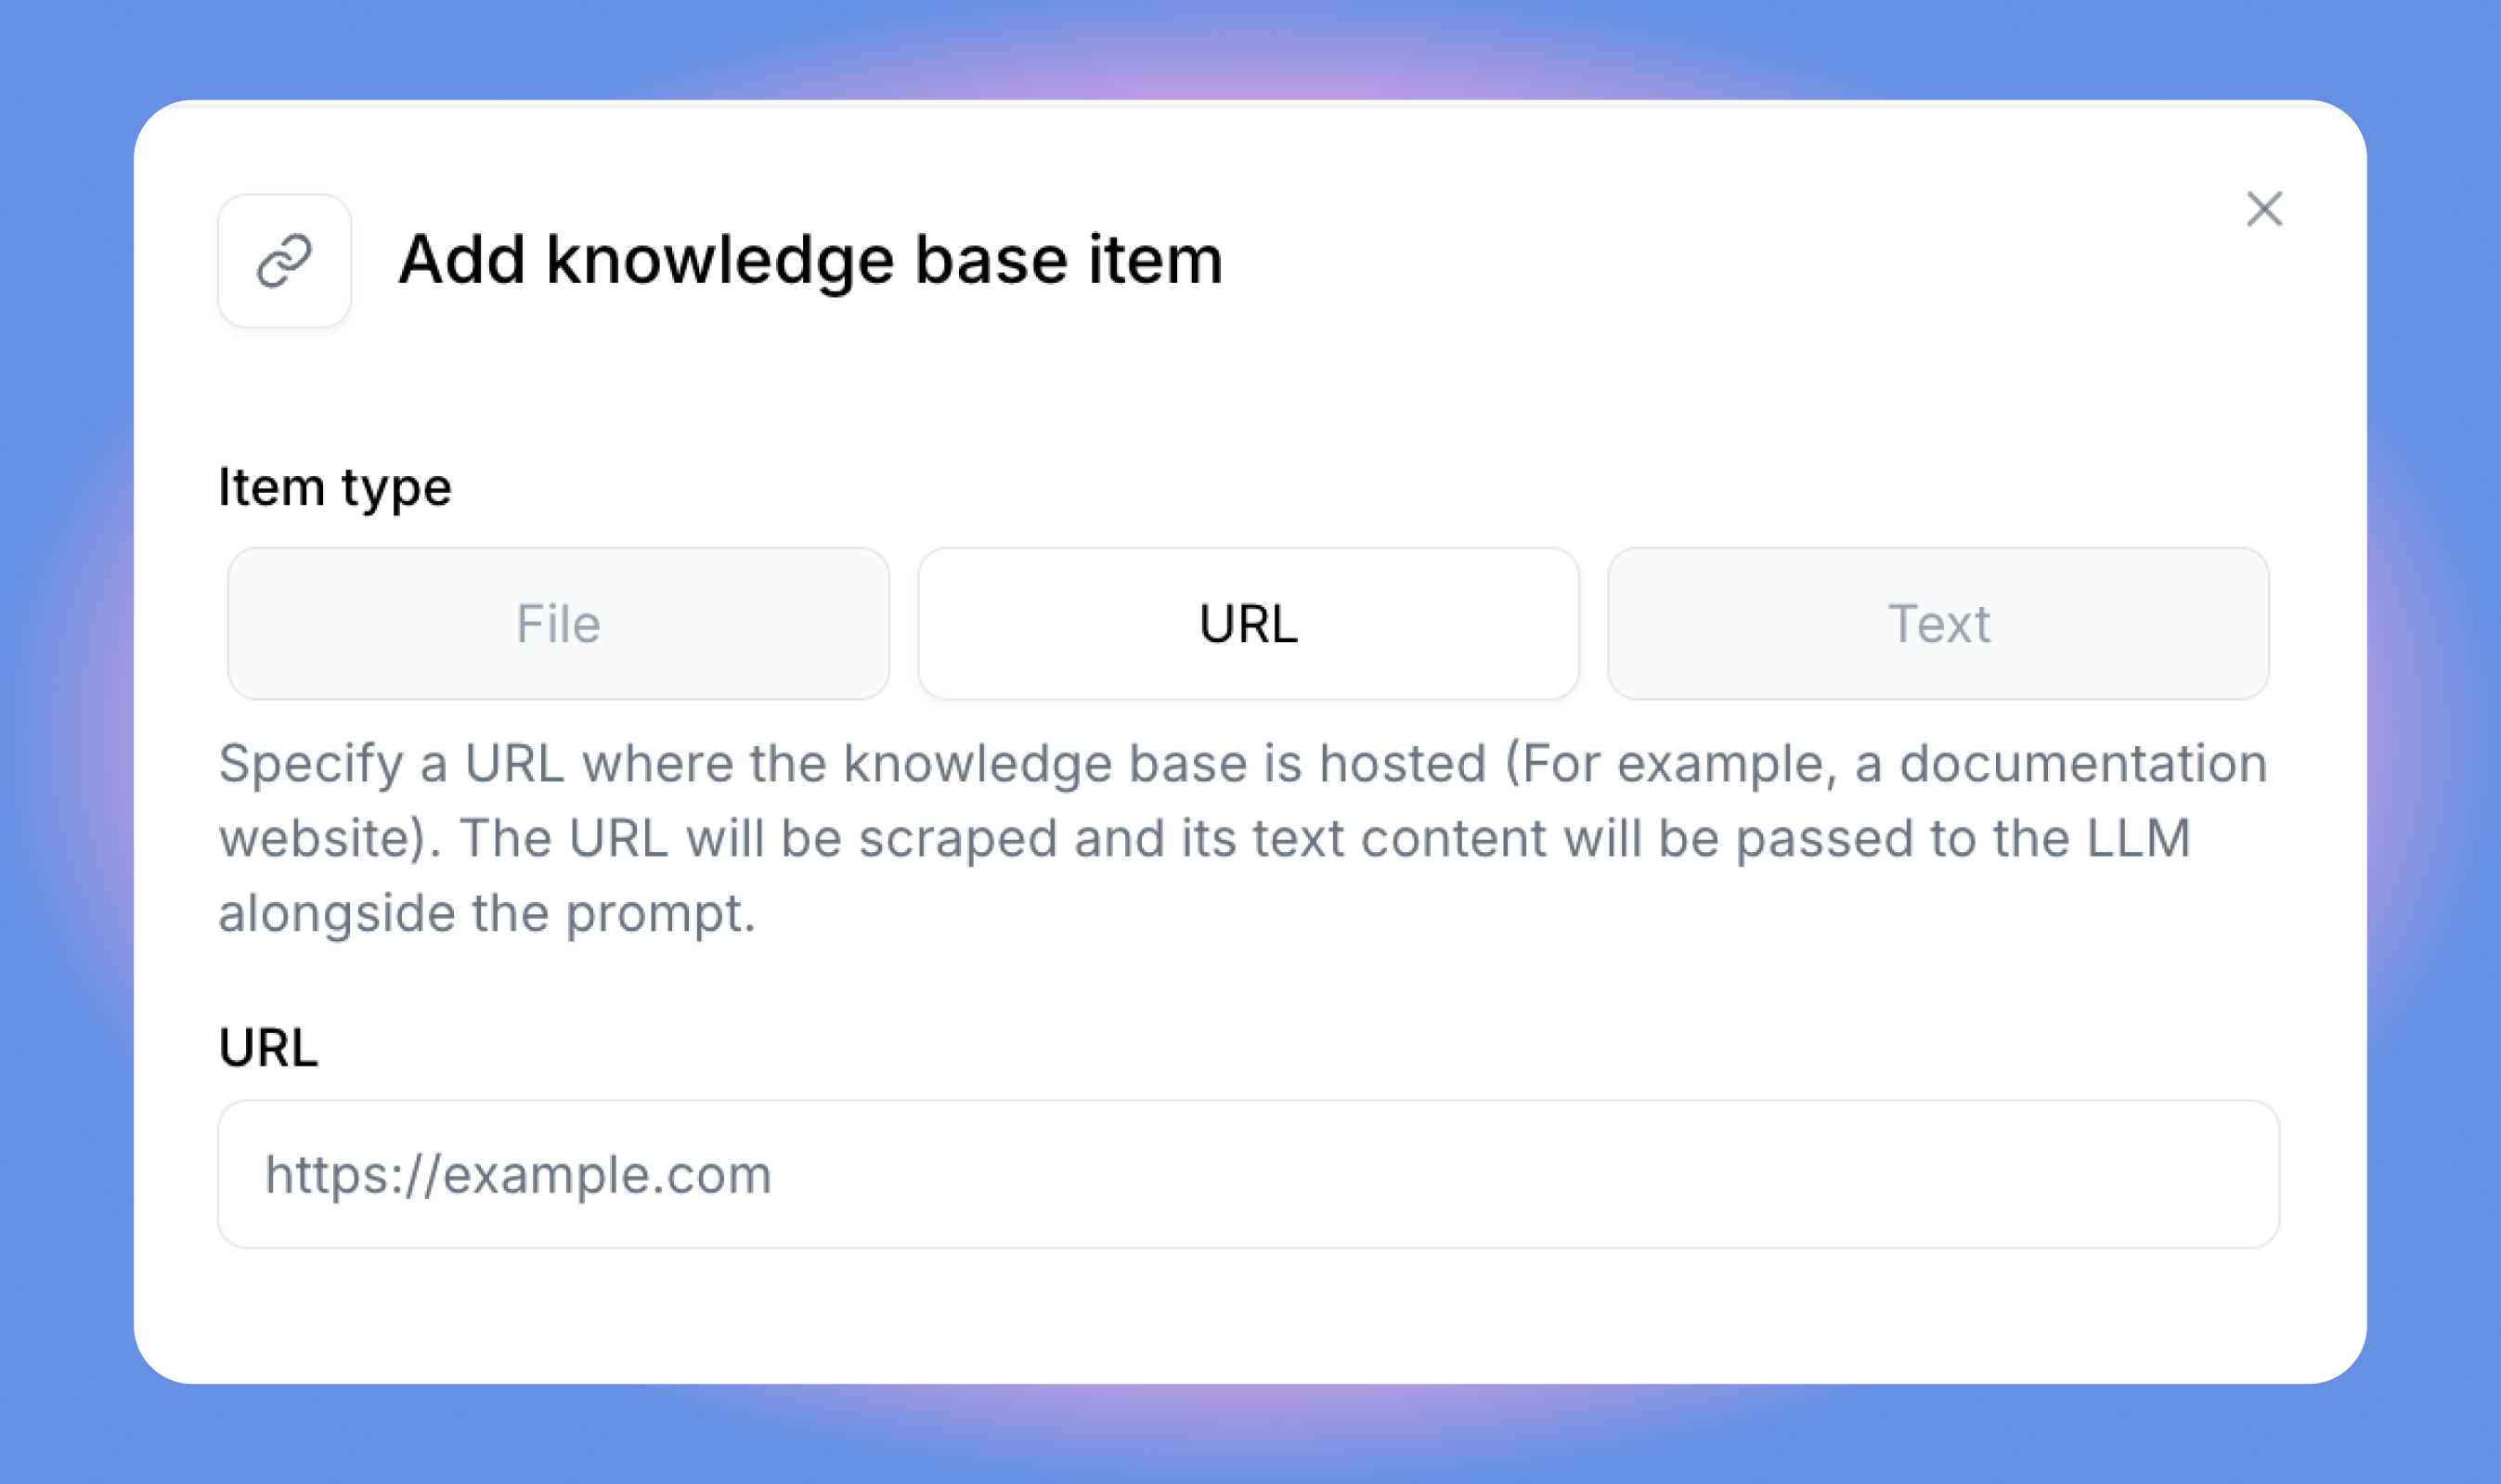 Add knowledge base item
Item type
File
URL
Text
Specify a URL where the knowledge base is hosted (For example, a documentation
website). The URL will be scraped and its text content will be passed to the LLM
alongside the prompt.
URL
https://example.com